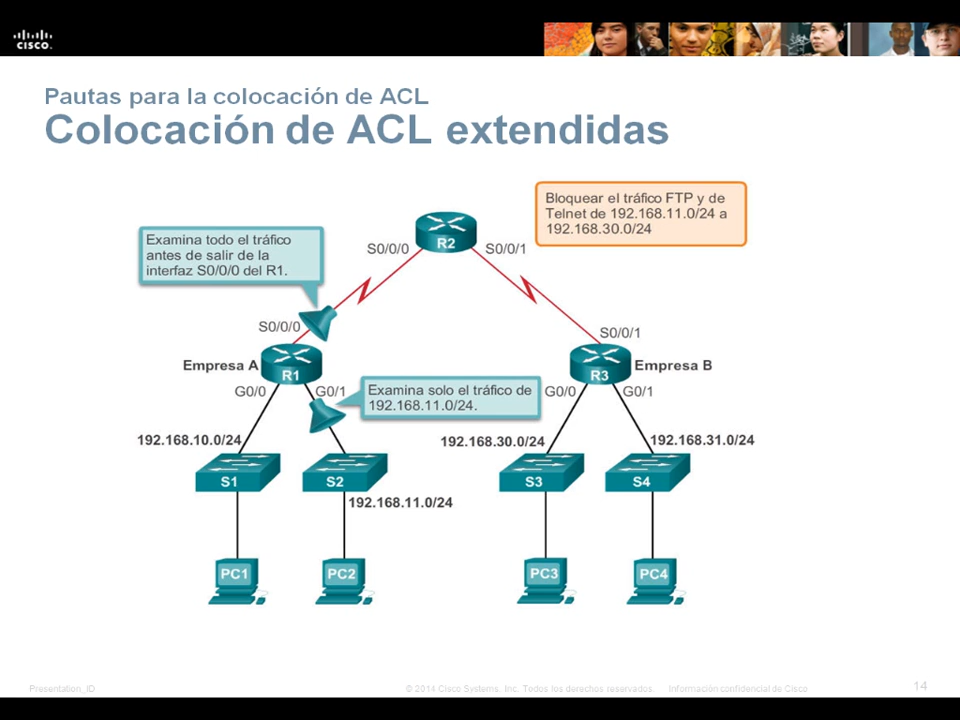 CISCO.
Pautas para la colocación de ACL
Colocación de ACL extendidas
Bloquear el tráfico FTP y de
Telnet de 192.168.11.0/24 a
192.168.30.0/24
Examina todo el tráfico
antes de salir de la
interfaz S0/0/0 del R1.
R2
S0/0/0
S0/0/1
S0/0/0
S0/0/1
Empresa A
R1
R3
Empresa B
G0/0
G0/1
Examina solo el tráfico de
192.168.11.0/24.
G0/0
G0/1
192.168.10.0/24
192.168.30.0/24
192.168.31.0/24
S1
S2
S3
S4
192.168.11.0/24
PC1
PC2
PC3
PC4
Presentation_ID
© 2014 Cisco Systems, Inc. Todos los derechos reservados.
Información confidencial de Cisco
14